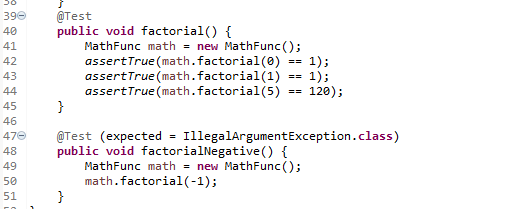 38 }
39 @Test
40 public void factorial() {
41 MathFunc math = new MathFunc();
42 assertTrue(math.factorial(0) == 1);
43 assertTrue(math.factorial(1) == 1);
44 assertTrue(math.factorial(5) == 120);
45 }
46
47 @Test (expected = IllegalArgumentException.class)
48 public void factorialNegative() {
49 MathFunc math = new MathFunc();
50 math.factorial(-1);
51 }